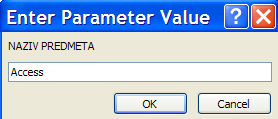 Enter Parameter Value
NAZIV PREDMETA
Access
OK Cancel